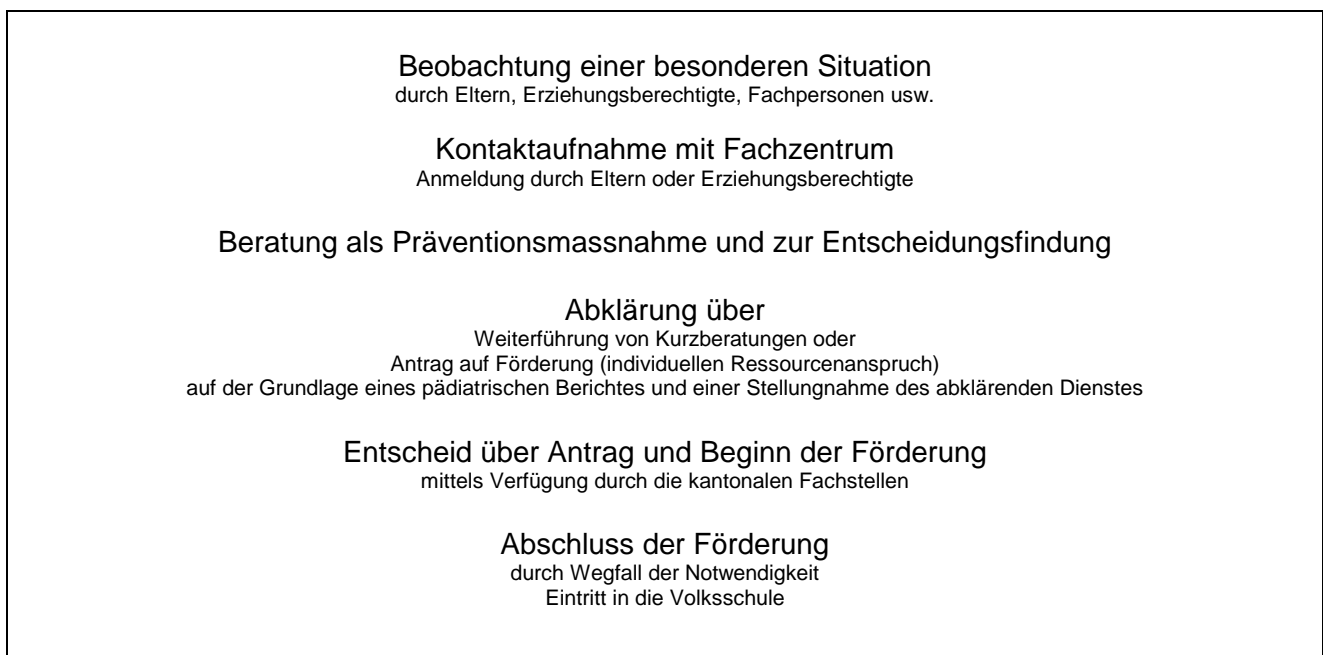 Beobachtung einer besonderen Situation
durch Eltern, Erziehungsberechtigte, Fachpersonen usw.
Kontaktaufnahme mit Fachzentrum
Anmeldung durch Eltern oder Erziehungsberechtigte
Beratung als Präventionsmassnahme und zur Entscheidungsfindung
Abklärung über
Weiterführung von Kurzberatungen oder
Antrag auf Förderung (individuellen Ressourcenanspruch)
auf der Grundlage eines pädiatrischen Berichtes und einer Stellungnahme des abklärenden Dienstes
Entscheid über Antrag und Beginn der Förderung
mittels Verfügung durch die kantonalen Fachstellen
Abschluss der Förderung
durch Wegfall der Notwendigkeit
Eintritt in die Volksschule